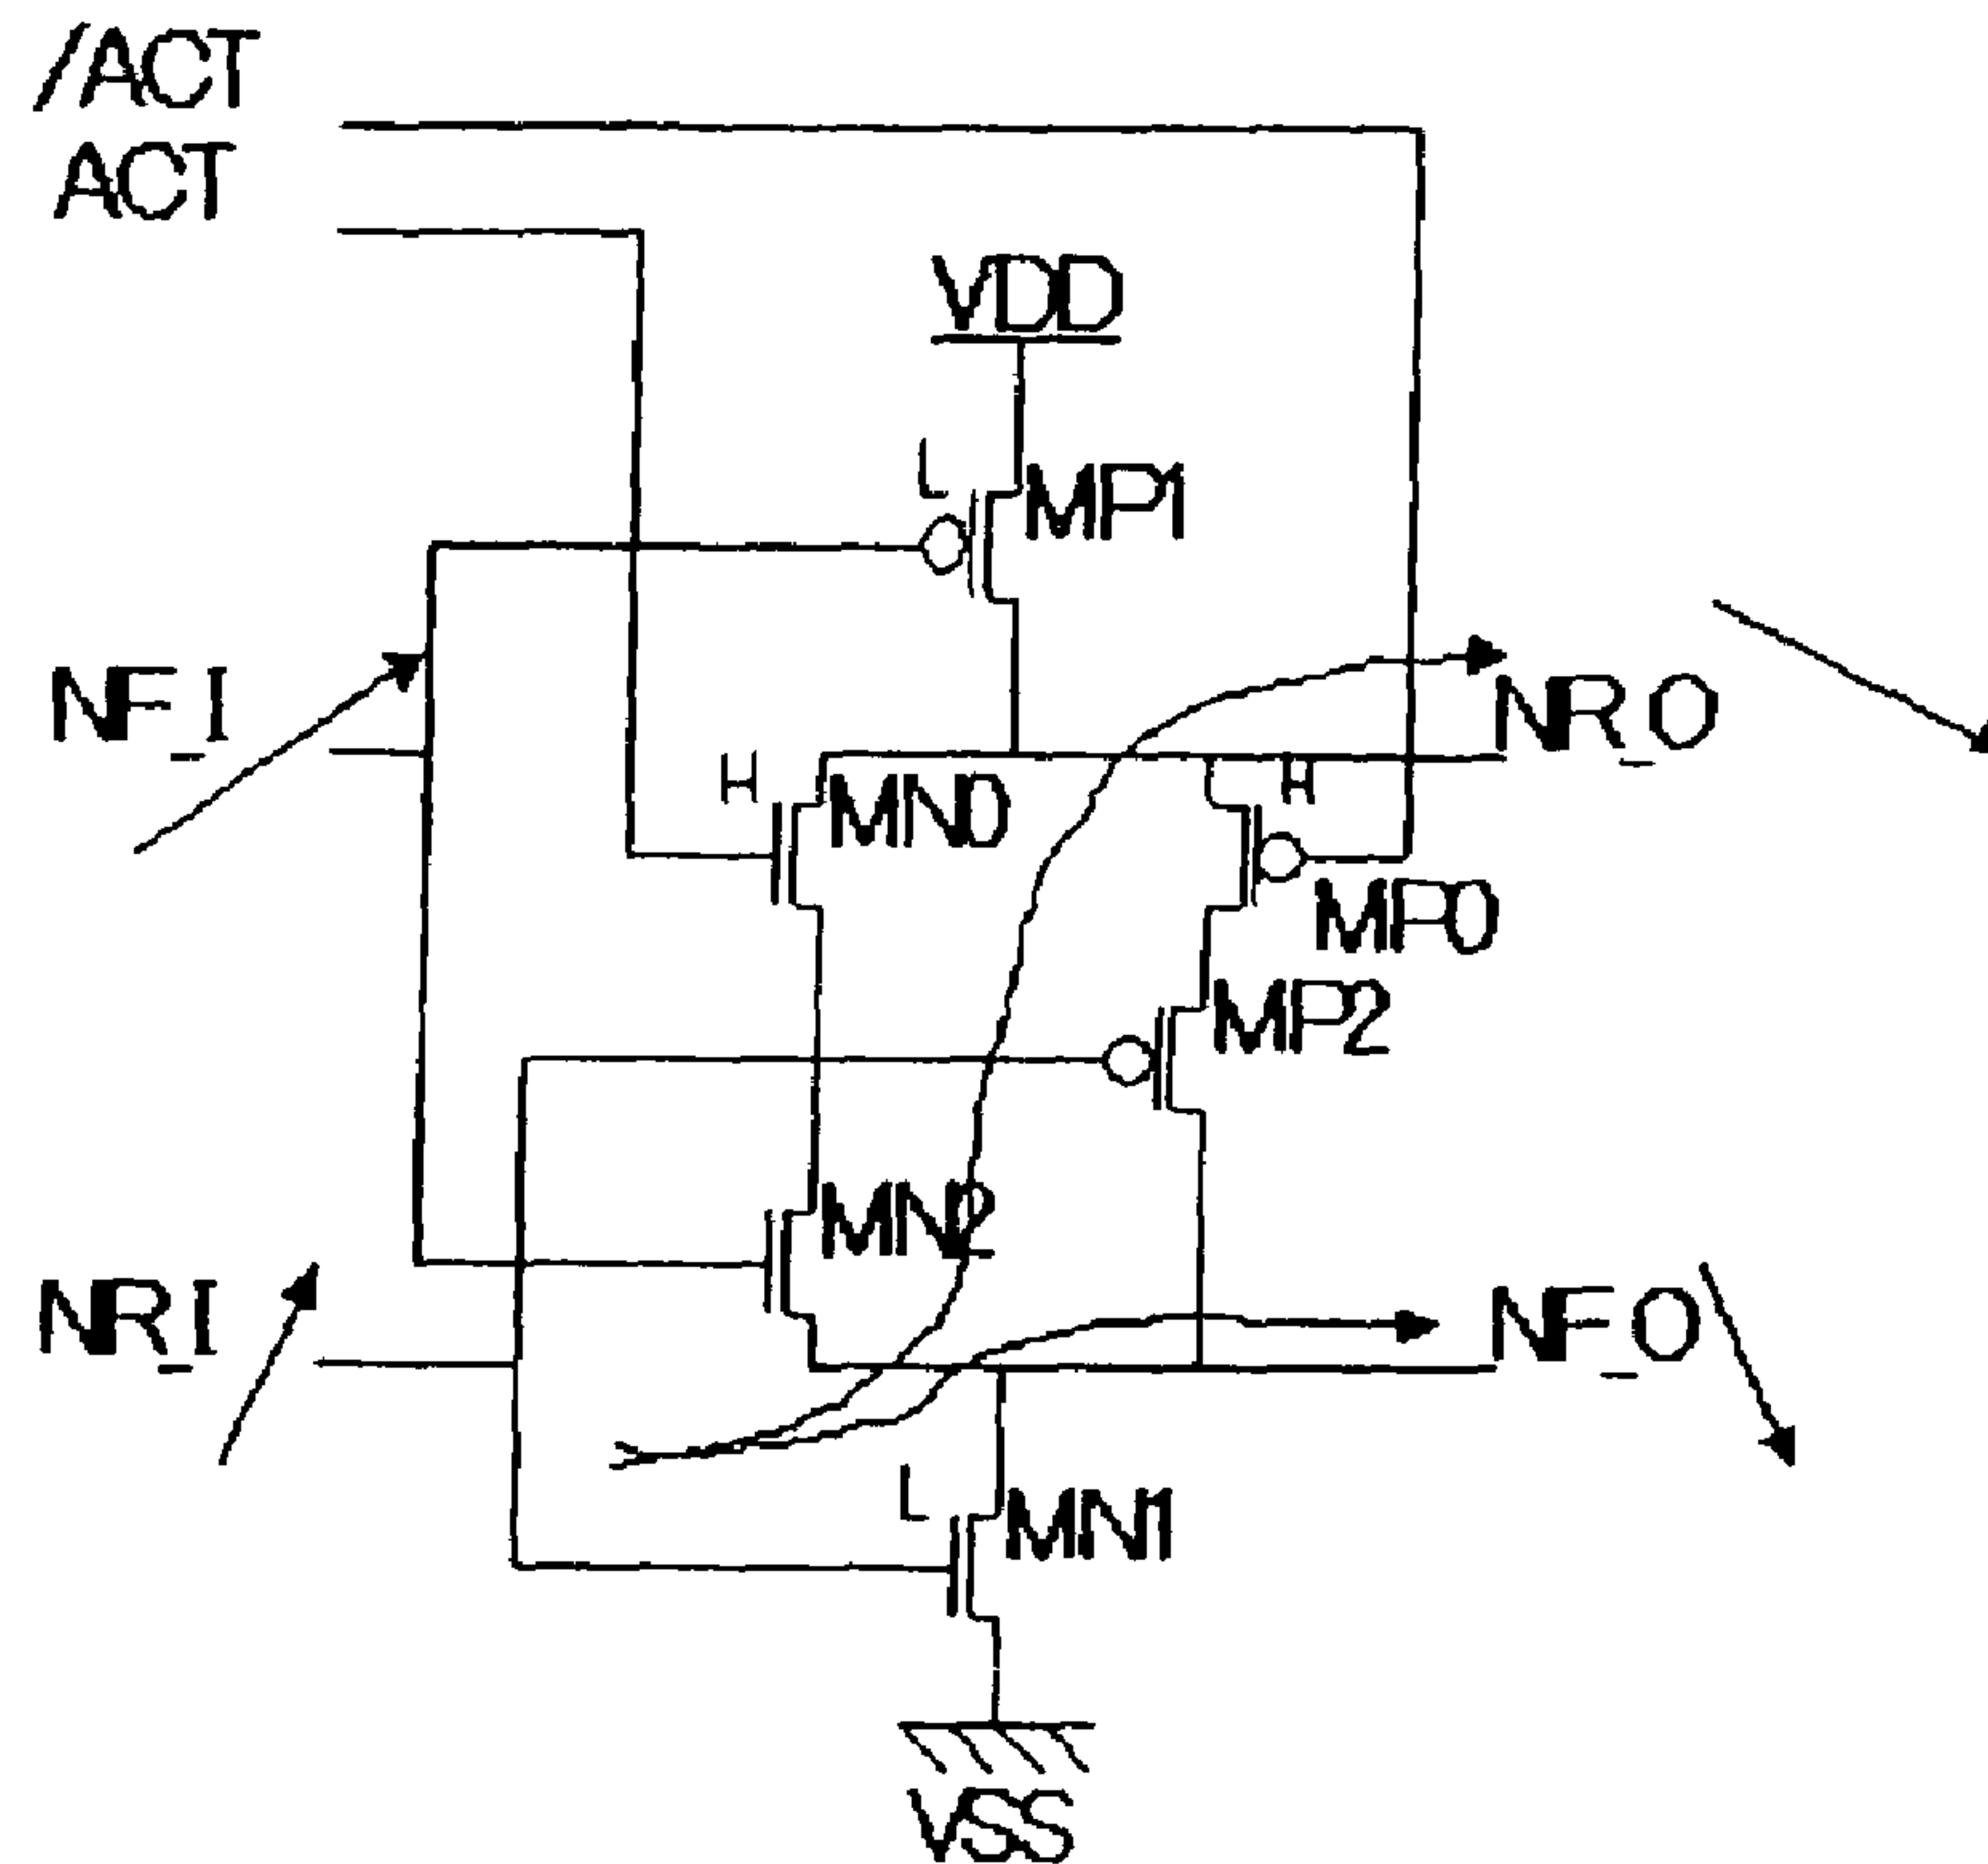 /ACT
ACT
VDD
L
MP1
NF_I
NR_O
H
MN0
H
MP0
MP2
MN2
NR_I
NF_O
L
MN1
VSS